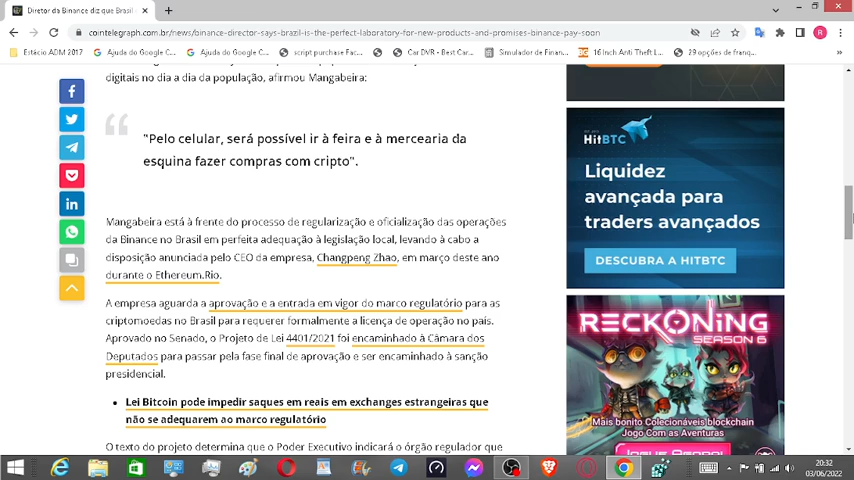 Diretor da Binance diz que Brasil
cointelegraph.com.br/news/binance-director-says-brazil-is-the-perfect-laboratory-for-new-products-and-promises-binance-pay-soon
R
Estácio ADM 2017
Ajuda do Google C...
Ajuda do Google C...
script purchase Fac...
Car DVR - Best Car...
Simulador de Finan...
16 Inch Anti Theft L...
29 opções de franq...
digitais no dia a dia da população, afirmou Mangabeira:
"Pelo celular, será possível ir à feira e à mercearia da
esquina fazer compras com cripto".
Mangabeira está à frente do processo de regularização e oficialização das operações
da Binance no Brasil em perfeita adequação à legislação local, levando à cabo a
disposição anunciada pelo CEO da empresa, Changpeng Zhao, em março deste ano
durante o Ethereum.Rio.
A empresa aguarda a aprovação e a entrada em vigor do marco regulatório para as
criptomoedas no Brasil para requerer formalmente a licença de operação no país.
Aprovado no Senado, o Projeto de Lei 4401/2021 foi encaminhado à Câmara dos
Deputados para passar pela fase final de aprovação e ser encaminhado à sanção
presidencial.
Lei Bitcoin pode impedir saques em reais em exchanges estrangeiras que
não se adequarem ao marco regulatório
O texto do projeto determina que o Poder Executivo indicará o órgão regulador que
HitBTC
Liquidez
avançada para
traders avançados
DESCUBRA A HITBTC
RECKONING
SEASON 6
Mais bonito Colecionáveis blockchain
Jogo Com as Aventuras
20:32
03/06/2022